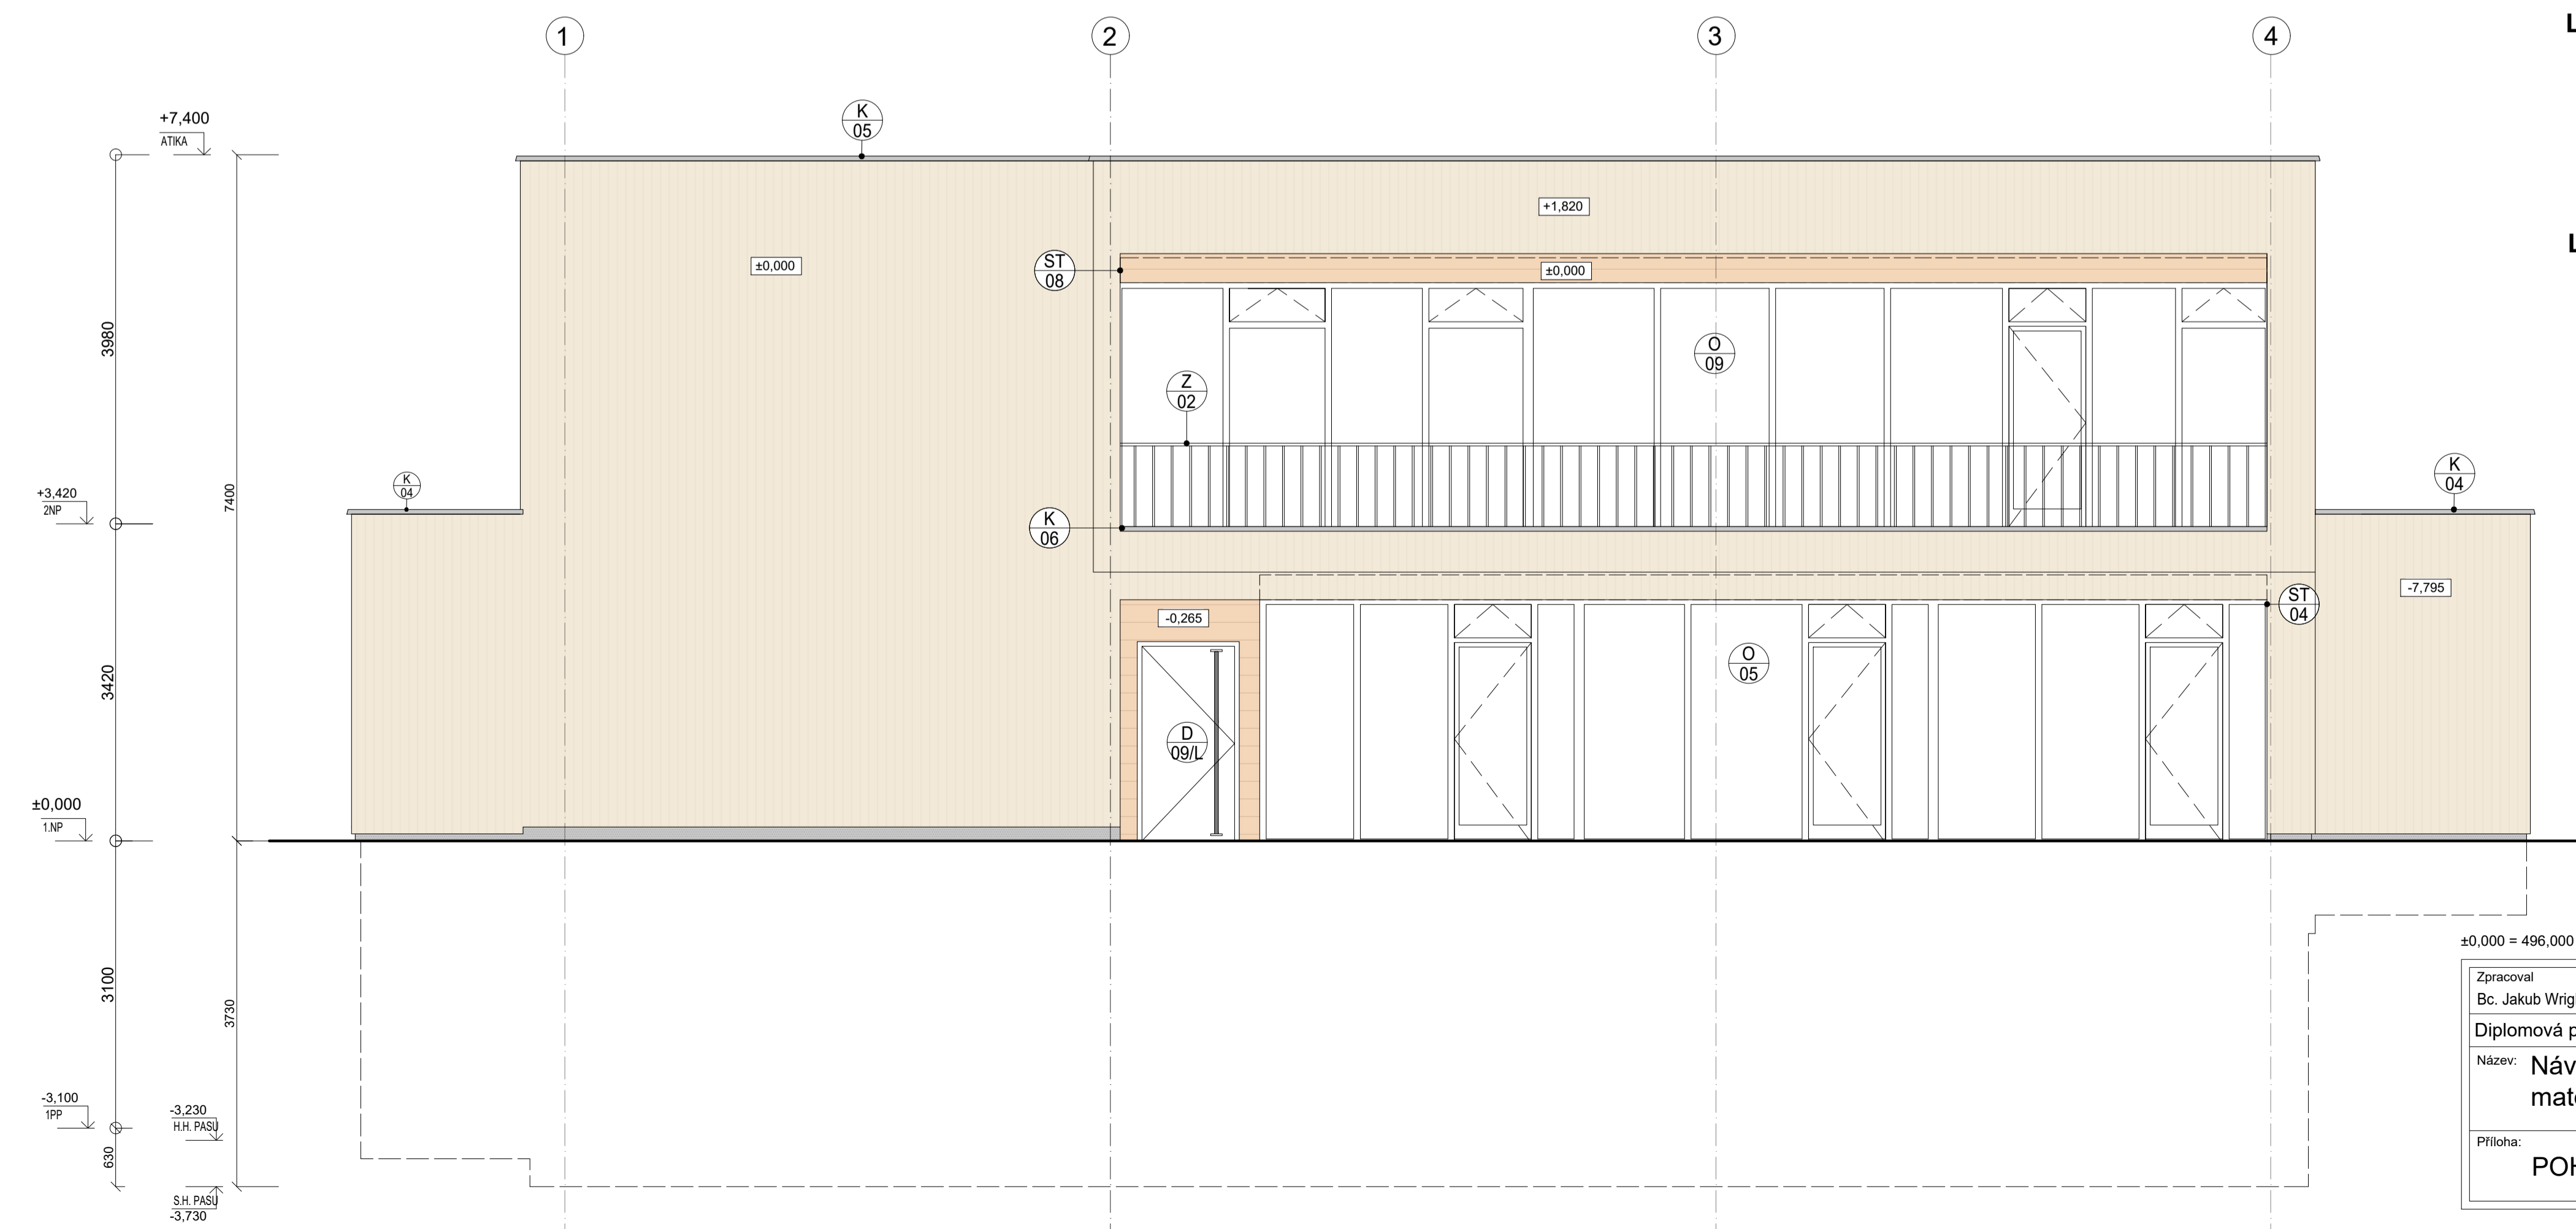 1
2
3
4
L
L
+7,400
ATIKA
K
05
+1,820
±0,000
ST
08
±0,000
3980
O
09
Z
02
K
04
K
04
+3,420
2NP
7400
K
06
-7,795
ST
04
-0,265
3420
O
05
D
09/L
±0,000
1.NP
±0,000 = 496,000
Zpracoval
Bc. Jakub Wrig
Diplomová p
Název:
Náv
mate
Příloha:
POH
3100
3730
-3,100
1PP
-3,230
H.H. PASU
630
S.H. PASU
-3,730